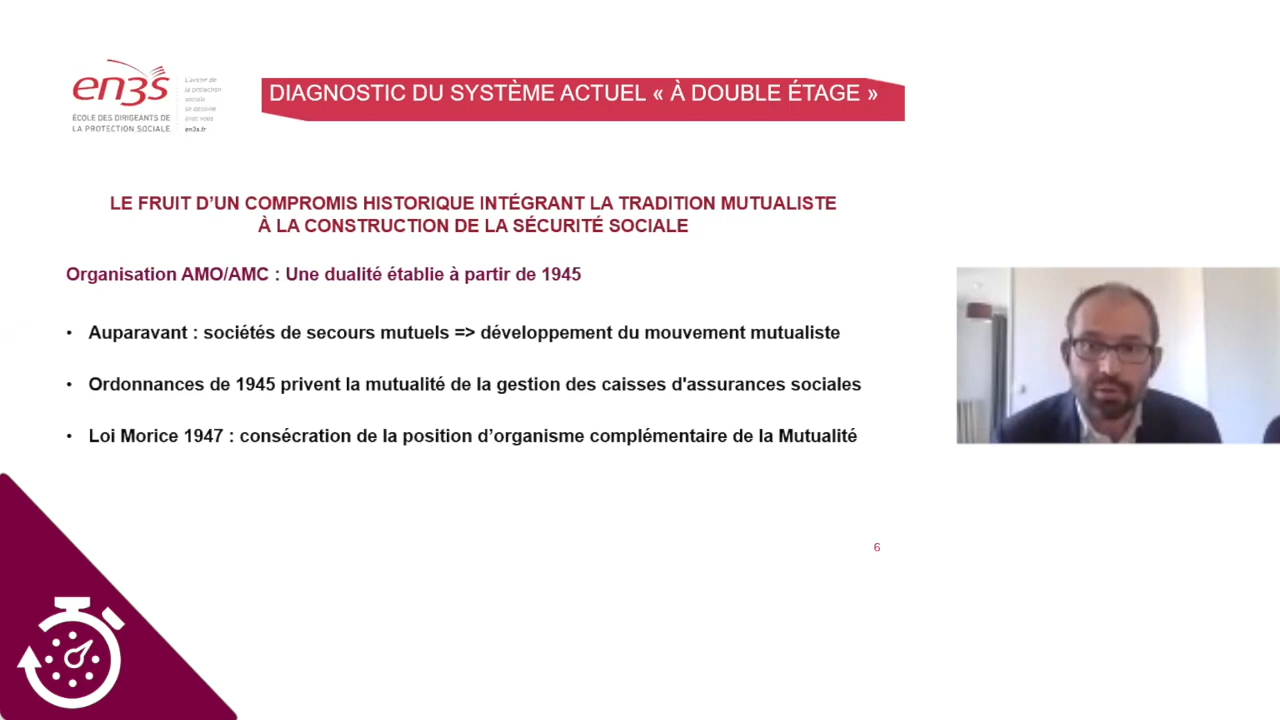 en3s
ÉCOLE DES DIRIGEANTS DE
LA PROTECTION SOCIALE
L'avenir de
la protection
sociale
se dessine
avec vous
en3s.fr
DIAGNOSTIC DU SYSTÈME ACTUEL « À DOUBLE ÉTAGE »
LE FRUIT D'UN COMPROMIS HISTORIQUE INTÉGRANT LA TRADITION MUTUALISTE
À LA CONSTRUCTION DE LA SÉCURITÉ SOCIALE
Organisation AMO/AMC : Une dualité établie à partir de 1945
• Auparavant : sociétés de secours mutuels => développement du mouvement mutualiste
• Ordonnances de 1945 privent la mutualité de la gestion des caisses d'assurances sociales
• Loi Morice 1947 : consécration de la position d'organisme complémentaire de la Mutualité
6